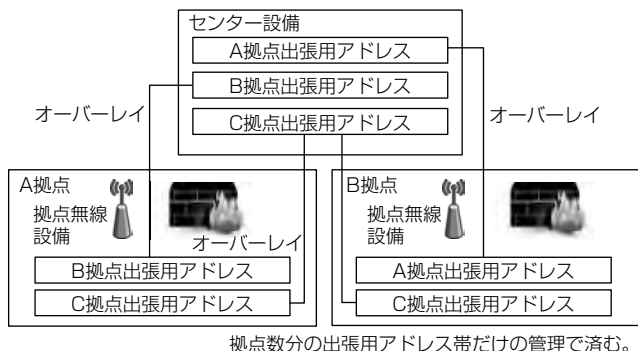 センター設備
A拠点出張用アドレス
B拠点出張用アドレス
C拠点出張用アドレス
オーバーレイ
オーバーレイ
A拠点
拠点無線
設備
オーバーレイ
B拠点出張用アドレス
C拠点出張用アドレス
B拠点
拠点無線
設備
A拠点出張用アドレス
C拠点出張用アドレス
拠点数分の出張用アドレス帯だけの管理で済む。